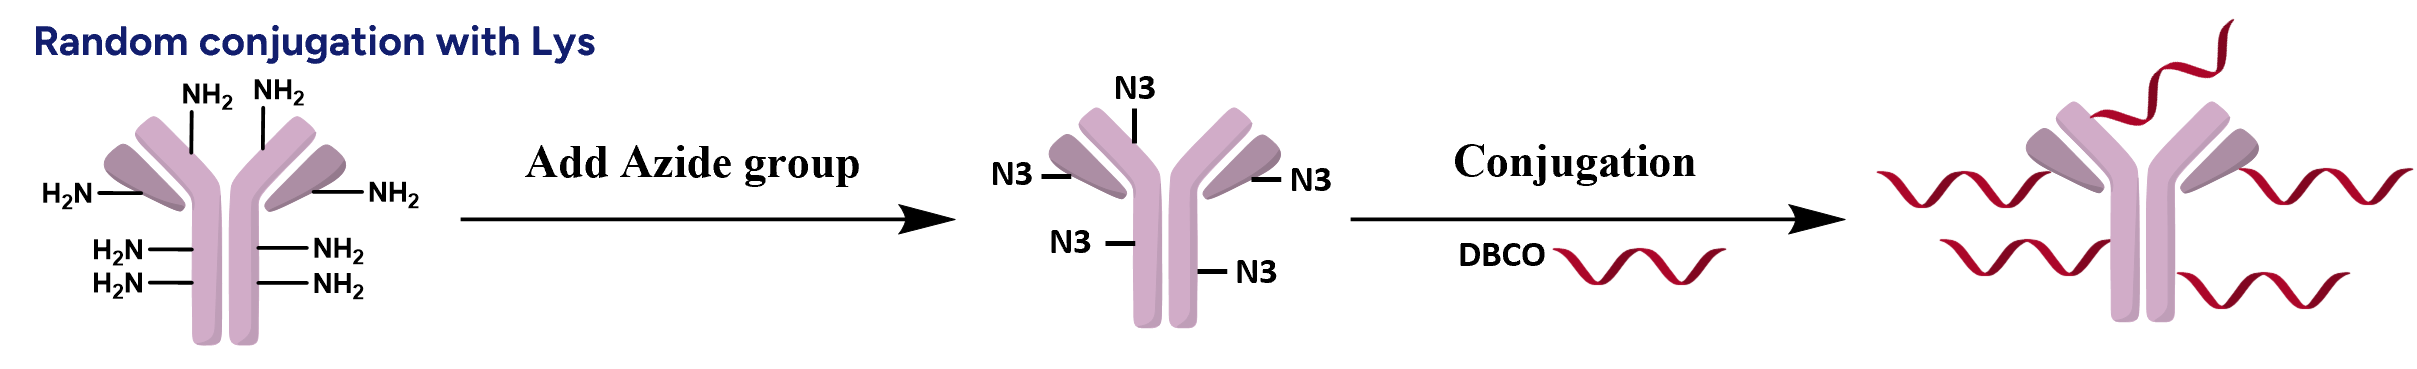 Random conjugation with Lys
NH₂ NH₂
H₂N NH₂
H₂N NH₂
H₂N NH₂
Add Azide group
N3
N3 N3
N3
N3
Conjugation
DBCO